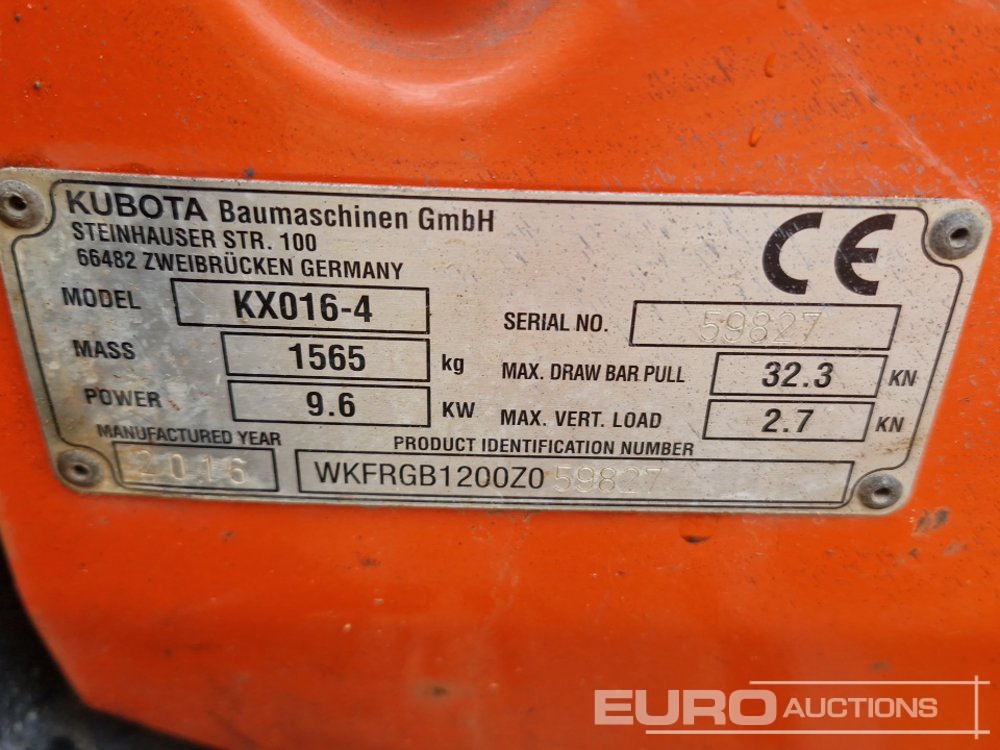 KUBOTA Baumaschinen GmbH
STEINHAUSER STR. 100
66482 ZWEIBRÜCKEN GERMANY
CE
MODEL KX016-4
SERIAL NO. 59827
MASS 1565 kg
MAX. DRAW BAR PULL 32.3 KN
POWER 9.6 KW
MAX. VERT. LOAD 2.7 KN
MANUFACTURED YEAR
2016
PRODUCT IDENTIFICATION NUMBER
WKFRGB1200Z059827
EURO AUCTIONS